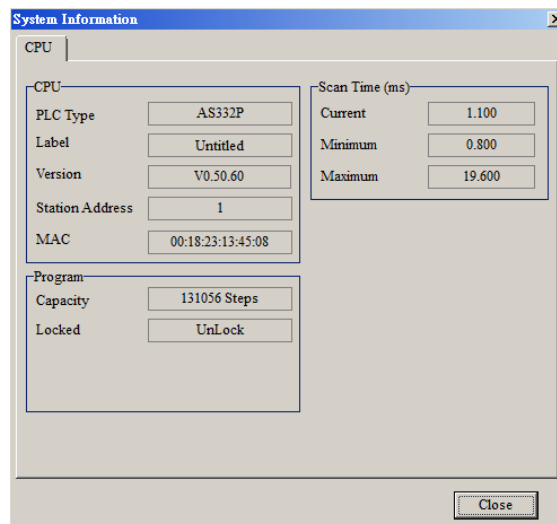 System Information
CPU
CPU
PLC Type AS332P
Label Untitled
Version V0.50.60
Station Address 1
MAC 00:18:23:13:45:08
Program
Capacity 131056 Steps
Locked UnLock
Scan Time (ms)
Current 1.100
Minimum 0.800
Maximum 19.600
Close